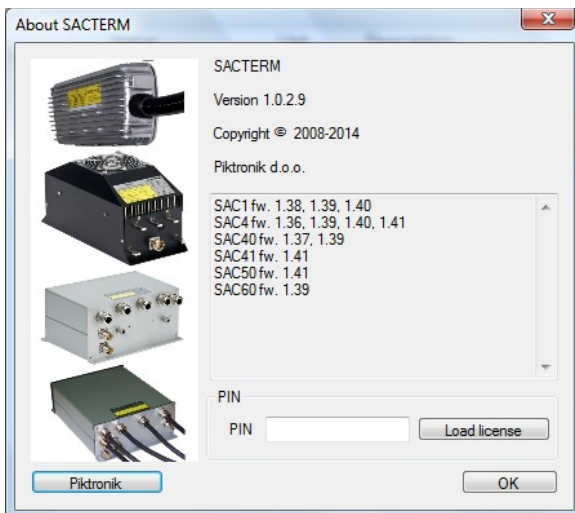 About SACTERM
SACTERM
Version 1.0.2.9
Copyright © 2008-2014
Piktronik d.o.o.
SAC1 fw. 1.38, 1.39, 1.40
SAC4 fw. 1.36, 1.39, 1.40, 1.41
SAC40 fw. 1.37, 1.39
SAC41 fw. 1.41
SAC50 fw. 1.41
SAC60 fw. 1.39
PIN
PIN
Load license
Piktronik
OK